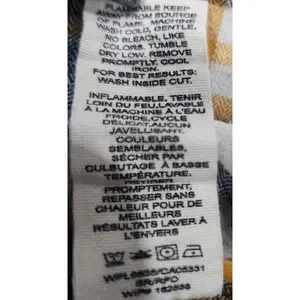 FLAMMABLE KEEP
AWAY FROM SOURCE
OF FLAME. MACHINE
WASH COLD, GENTLE,
NO BLEACH, LIKE
COLORS. TUMBLE
DRY LOW. REMOVE
PROMPTLY. COOL
IRON.
FOR BEST RESULTS:
WASH INSIDE OUT.
INFLAMMABLE. TENIR
LOIN DU FEU. LAVABLE
À LA MACHINE À L'EAU
FROIDE, CYCLE
DÉLICAT. AUCUN
JAVELLISANT.
COULEURS
SEMBLABLES.
SÉCHER PAR
CULBUTAGE À BASSE
TEMPÉRATURE.
RETIRER
PROMPTEMENT.
REPASSER SANS
CHALEUR POUR DE
MEILLEURS
RÉSULTATS LAVER À
L'ENVERS
SR/RFD